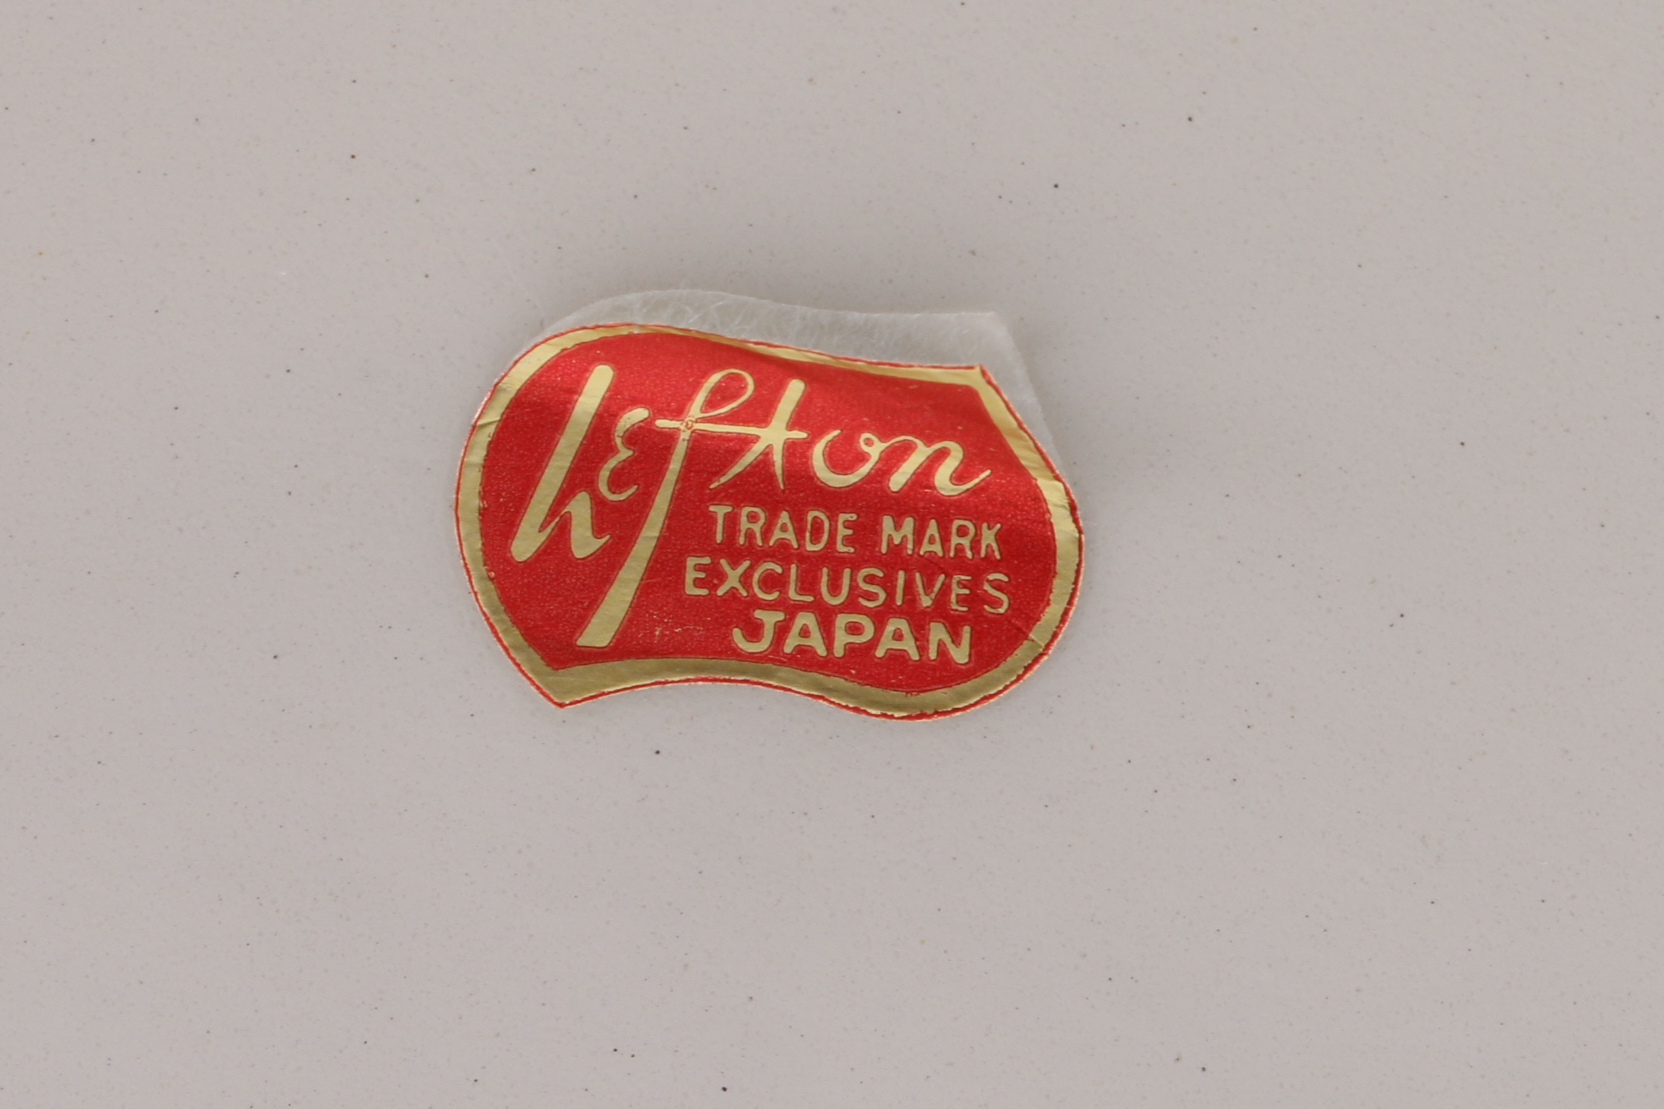 Lefton
TRADE MARK
EXCLUSIVES
JAPAN